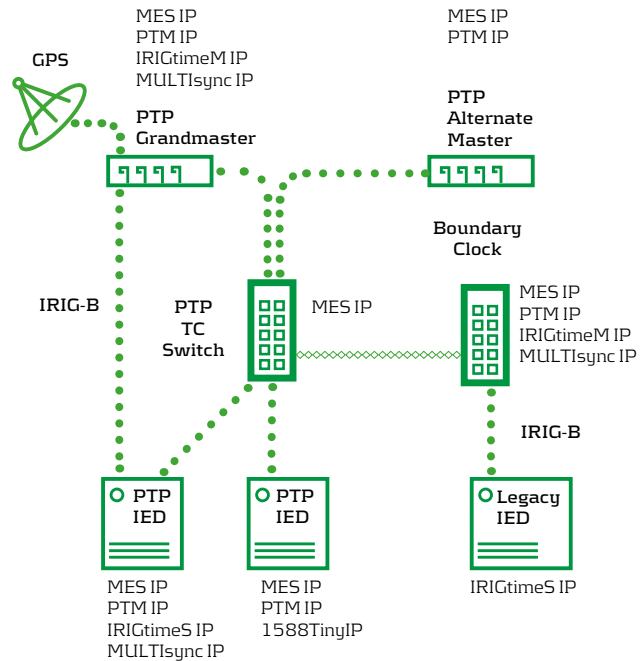 MES IP
PTM IP
IRIGtimeM IP
MULTIsync IP
MES IP
PTM IP
GPS
PTP
Grandmaster
PTP
Alternate
Master
Boundary
Clock
IRIG-B
PTP
TC
Switch
MES IP
MES IP
PTM IP
IRIGtimeM IP
MULTIsync IP
IRIG-B
PTP
IED
PTP
IED
Legacy
IED
MES IP
PTM IP
IRIGtimeS IP
MULTIsync IP
MES IP
PTM IP
1588TinyIP
IRIGtimeS IP